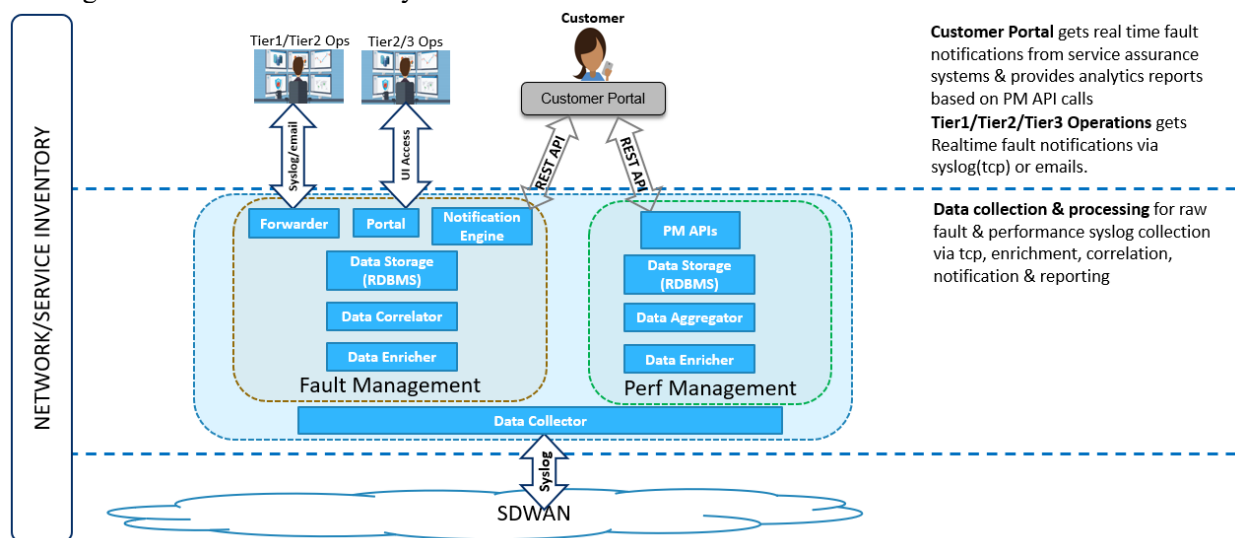 Customer
Tier1/Tier2 Ops
Tier2/3 Ops
Customer Portal
Syslog/email
UI Access
REST API
REST API
NETWORK/SERVICE INVENTORY
Forwarder
Portal
Notification
Engine
Data Storage
(RDBMS)
Data Correlator
Data Enricher
Fault Management
PM APIs
Data Storage
(RDBMS)
Data Aggregator
Data Enricher
Perf Management
Data Collector
Syslog
SDWAN
Customer Portal gets real time fault
notifications from service assurance
systems & provides analytics reports
based on PM API calls
Tier1/Tier2/Tier3 Operations gets
Realtime fault notifications via
syslog(tcp) or emails.
Data collection & processing for raw
fault & performance syslog collection
via tcp, enrichment, correlation,
notification & reporting